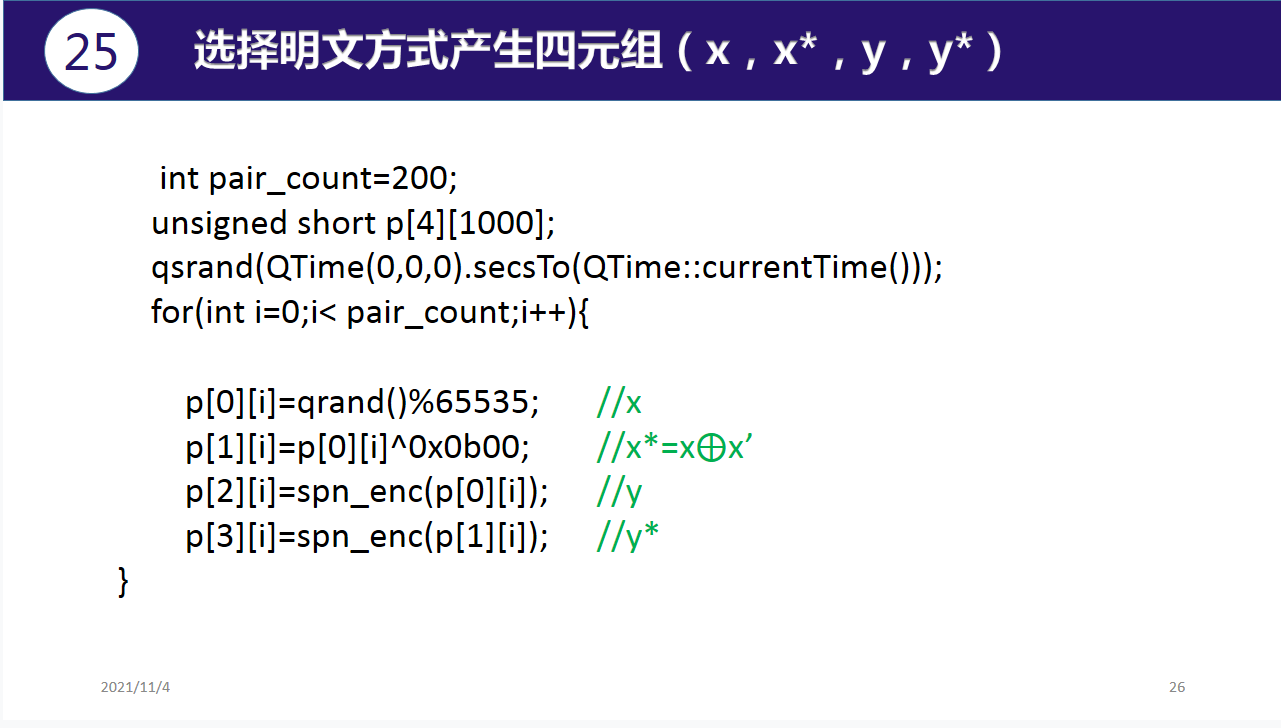 25
选择明文方式产生四元组（x，x*，y，y*）
int pair_count=200;
unsigned short p[4][1000];
qsrand(QTime(0,0,0).secsTo(QTime::currentTime()));
for(int i=0;i< pair_count;i++){
p[0][i]=qrand()%65535; //x
p[1][i]=p[0][i]^0x0b00; //x*=x⊕x’
p[2][i]=spn_enc(p[0][i]); //y
p[3][i]=spn_enc(p[1][i]); //y*
}
2021/11/4
26